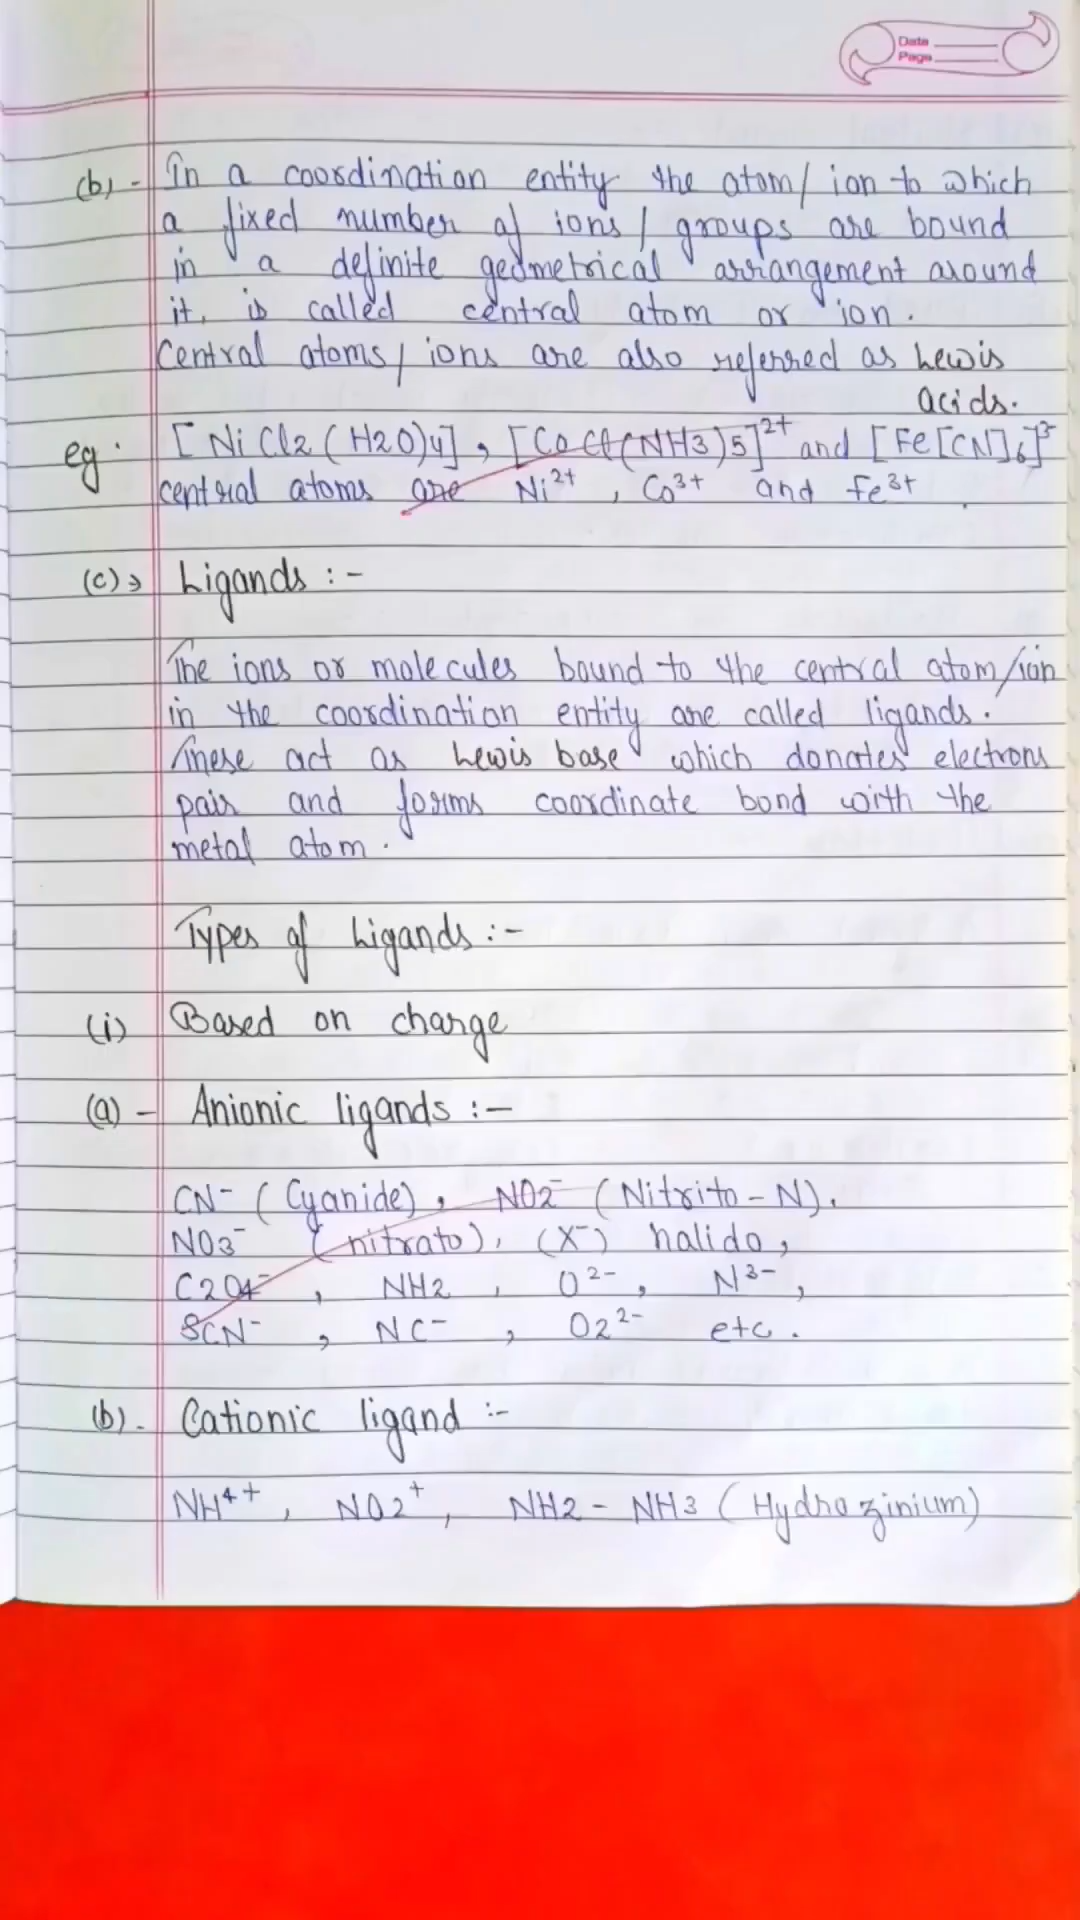 Date
Page
(b) - In a coordination entity the atom/ ion to which
a fixed number of ions / groups are bound
in a definite geometrical arrangement around
it, is called central atom or ion.
Central atoms/ ions are also referred as Lewis
acids.
eg. [NiCl2(H2O)4], [CoCl(NH3)5]²⁺ and [Fe[CN]₆]³⁻
central atoms are Ni²⁺, Co³⁺ and Fe³⁺
(c)→ Ligands :-
The ions or molecules bound to the central atom/ion
in the coordination entity are called ligands.
These act as Lewis base which donates electrons
pair and forms coordinate bond with the
metal atom.
Types of Ligands :-
(i) Based on charge
(a) - Anionic ligands :-
CN⁻ (Cyanide), NO2⁻ (Nitrito-N),
NO3⁻ (nitrato), (X⁻) halido,
C2O4⁻, NH2, O²⁻, N³⁻,
SCN⁻, NC⁻, O2²⁻ etc.
(b). Cationic ligand :-
NH⁴⁺, NO2⁺, NH2 - NH3 (Hydrazinium)